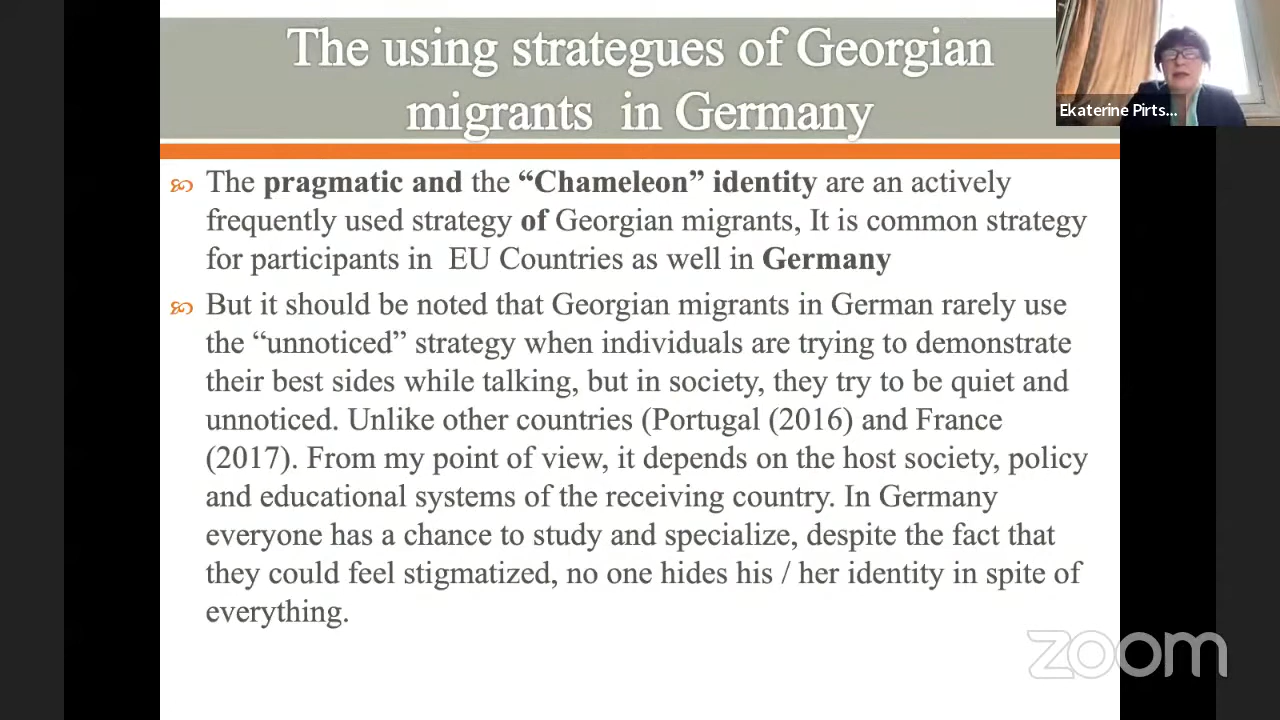 The using strategues of Georgian
migrants in Germany
Ekaterine Pirts...
The pragmatic and the “Chameleon” identity are an actively
frequently used strategy of Georgian migrants, It is common strategy
for participants in EU Countries as well in Germany
But it should be noted that Georgian migrants in German rarely use
the “unnoticed” strategy when individuals are trying to demonstrate
their best sides while talking, but in society, they try to be quiet and
unnoticed. Unlike other countries (Portugal (2016) and France
(2017). From my point of view, it depends on the host society, policy
and educational systems of the receiving country. In Germany
everyone has a chance to study and specialize, despite the fact that
they could feel stigmatized, no one hides his / her identity in spite of
everything.
zoom